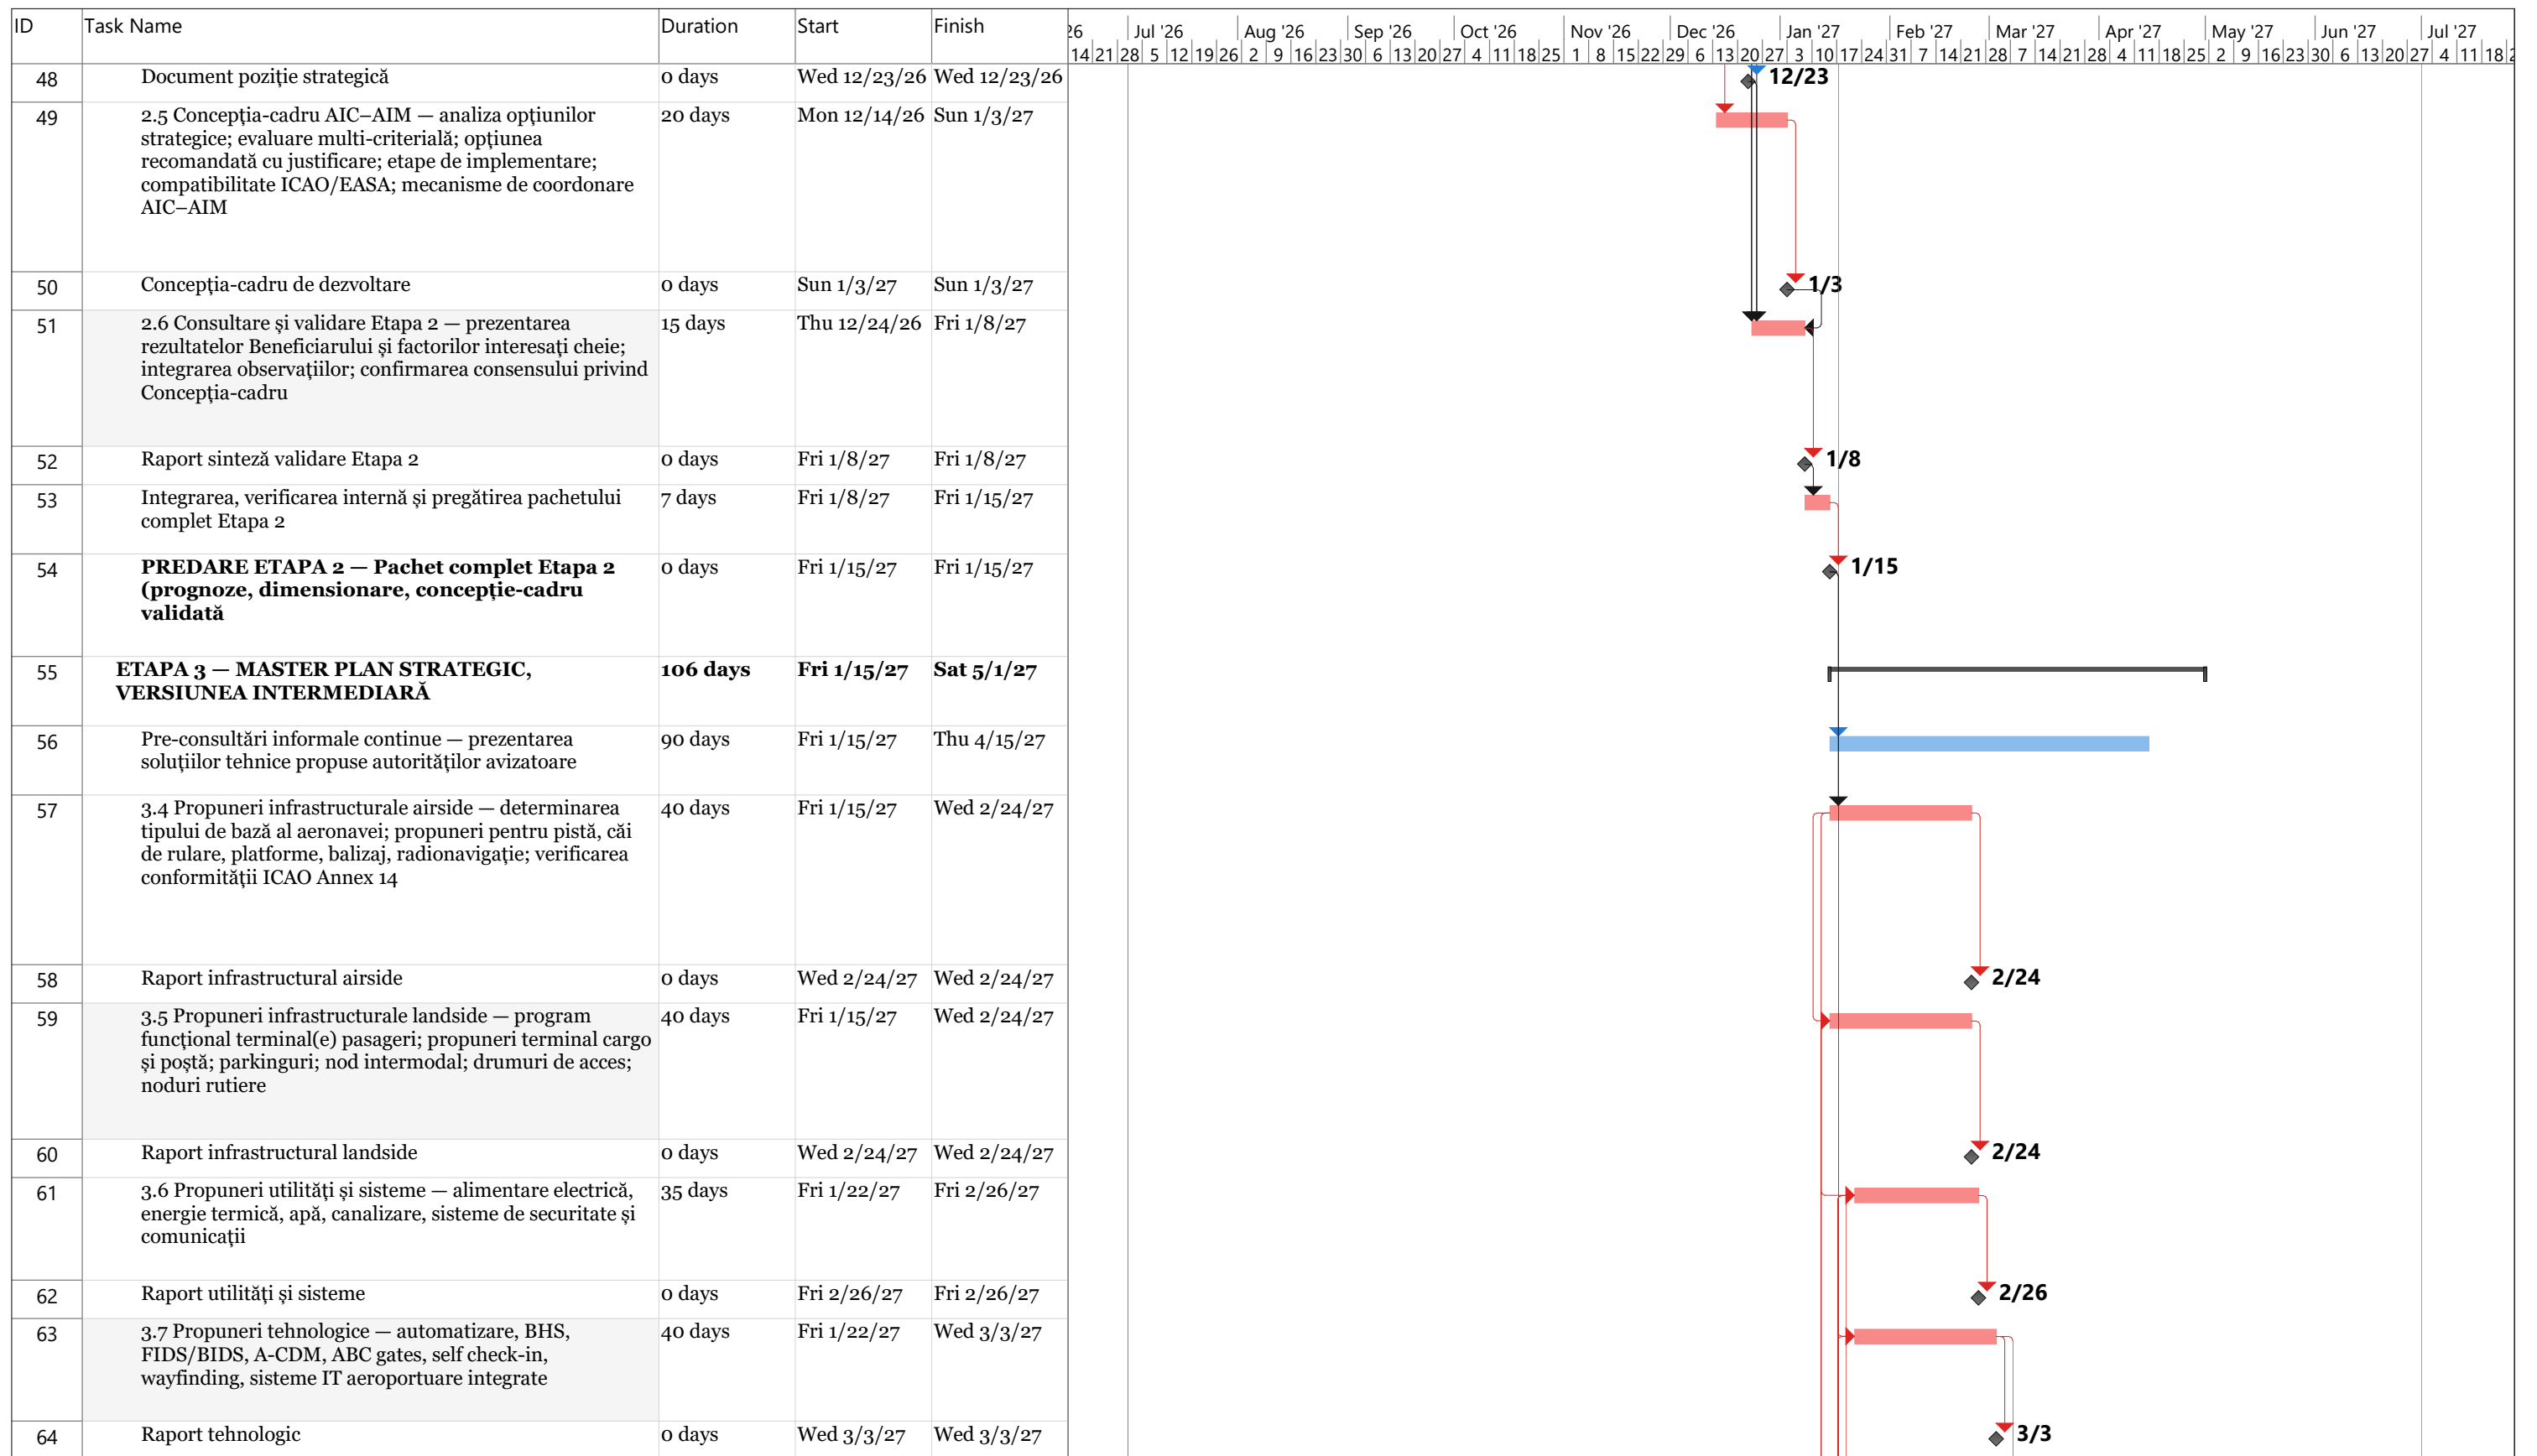 ID Task Name Duration Start Finish
26 Jul '26 Aug '26 Sep '26 Oct '26 Nov '26 Dec '26 Jan '27 Feb '27 Mar '27 Apr '27 May '27 Jun '27 Jul '27
14 21 28 5 12 19 26 2 9 16 23 30 6 13 20 27 4 11 18 25 1 8 15 22 29 6 13 20 27 3 10 17 24 31 7 14 21 28 7 14 21 28 4 11 18 25 2 9 16 23 30 6 13 20 27 4 11 18
48 Document poziție strategică 0 days Wed 12/23/26 Wed 12/23/26 12/23
49 2.5 Concepția-cadru AIC–AIM — analiza opțiunilor 20 days Mon 12/14/26 Sun 1/3/27
strategice; evaluare multi-criterială; opțiunea
recomandată cu justificare; etape de implementare;
compatibilitate ICAO/EASA; mecanisme de coordonare
AIC–AIM
50 Concepția-cadru de dezvoltare 0 days Sun 1/3/27 Sun 1/3/27 1/3
51 2.6 Consultare și validare Etapa 2 — prezentarea 15 days Thu 12/24/26 Fri 1/8/27
rezultatelor Beneficiarului și factorilor interesați cheie;
integrarea observațiilor; confirmarea consensului privind
Concepția-cadru
52 Raport sinteză validare Etapa 2 0 days Fri 1/8/27 Fri 1/8/27 1/8
53 Integrarea, verificarea internă și pregătirea pachetului 7 days Fri 1/8/27 Fri 1/15/27
complet Etapa 2
54 PREDARE ETAPA 2 — Pachet complet Etapa 2 0 days Fri 1/15/27 Fri 1/15/27 1/15
(prognoze, dimensionare, concepție-cadru
validată
55 ETAPA 3 — MASTER PLAN STRATEGIC, 106 days Fri 1/15/27 Sat 5/1/27
VERSIUNEA INTERMEDIARĂ
56 Pre-consultări informale continue — prezentarea 90 days Fri 1/15/27 Thu 4/15/27
soluțiilor tehnice propuse autorităților avizatoare
57 3.4 Propuneri infrastructurale airside — determinarea 40 days Fri 1/15/27 Wed 2/24/27
tipului de bază al aeronavei; propuneri pentru pistă, căi
de rulare, platforme, balizaj, radionavigație; verificarea
conformității ICAO Annex 14
58 Raport infrastructural airside 0 days Wed 2/24/27 Wed 2/24/27 2/24
59 3.5 Propuneri infrastructurale landside — program 40 days Fri 1/15/27 Wed 2/24/27
funcțional terminal(e) pasageri; propuneri terminal cargo
și poștă; parkinguri; nod intermodal; drumuri de acces;
noduri rutiere
60 Raport infrastructural landside 0 days Wed 2/24/27 Wed 2/24/27 2/24
61 3.6 Propuneri utilități și sisteme — alimentare electrică, 35 days Fri 1/22/27 Fri 2/26/27
energie termică, apă, canalizare, sisteme de securitate și
comunicații
62 Raport utilități și sisteme 0 days Fri 2/26/27 Fri 2/26/27 2/26
63 3.7 Propuneri tehnologice — automatizare, BHS, 40 days Fri 1/22/27 Wed 3/3/27
FIDS/BIDS, A-CDM, ABC gates, self check-in,
wayfinding, sisteme IT aeroportuare integrate
64 Raport tehnologic 0 days Wed 3/3/27 Wed 3/3/27 3/3